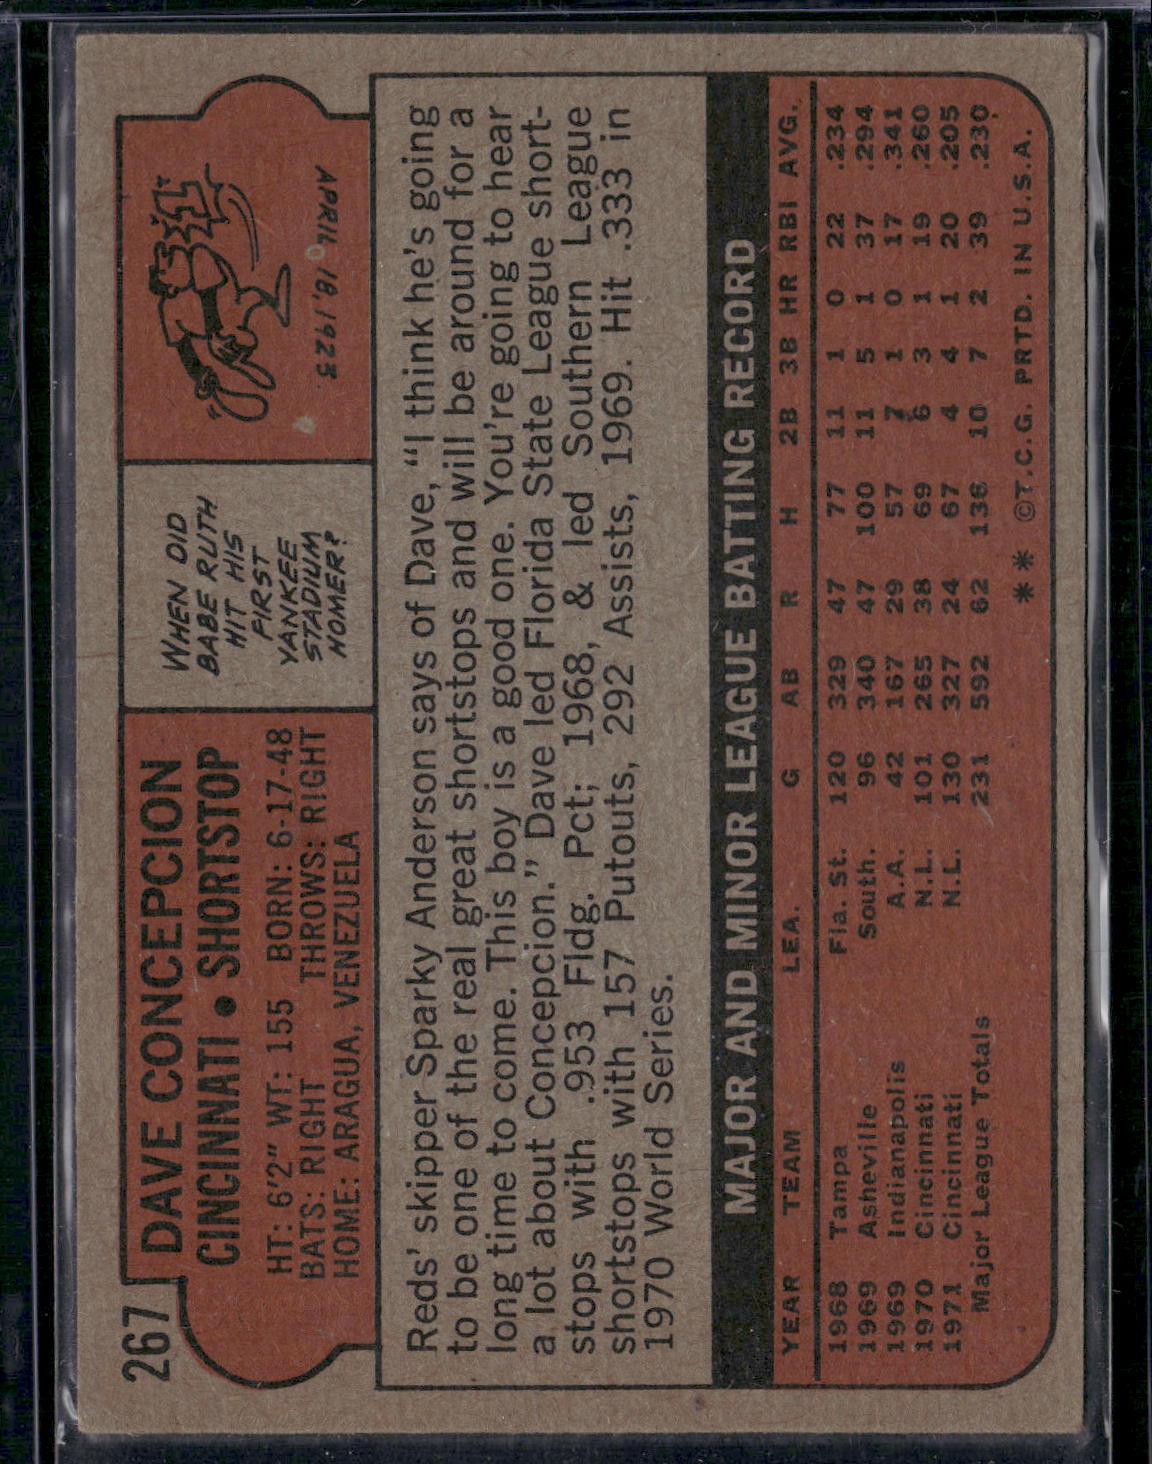 267
DAVE CONCEPCION
CINCINNATI • SHORTSTOP
HT: 6'2" WT: 155 BORN: 6-17-48
BATS: RIGHT THROWS: RIGHT
HOME: ARAGUA, VENEZUELA
WHEN DID
BABE RUTH
HIT HIS
FIRST
YANKEE
STADIUM
HOMER?
APRIL 18, 1923.
Reds' skipper Sparky Anderson says of Dave, "I think he's going
to be one of the real great shortstops and will be around for a
long time to come. This boy is a good one. You're going to hear
a lot about Concepcion." Dave led Florida State League short-
stops with .953 Fldg. Pct; 1968, & led Southern League
shortstops with 157 Putouts, 292 Assists, 1969. Hit .333 in
1970 World Series.
MAJOR AND MINOR LEAGUE BATTING RECORD
YEAR TEAM LEA. G AB R H 2B 3B HR RBI AVG.
1968 Tampa Fla. St. 120 329 47 77 11 1 0 22 .234
1969 Asheville South. 96 340 47 100 11 5 1 37 .294
1969 Indianapolis A.A. 42 167 29 57 7 1 0 17 .341
1970 Cincinnati N.L. 101 265 38 69 6 3 1 19 .260
1971 Cincinnati N.L. 130 327 24 67 4 4 1 20 .205
Major League Totals 231 592 62 136 10 7 2 39 .230
** ©T.C.G. PRTD. IN U.S.A.